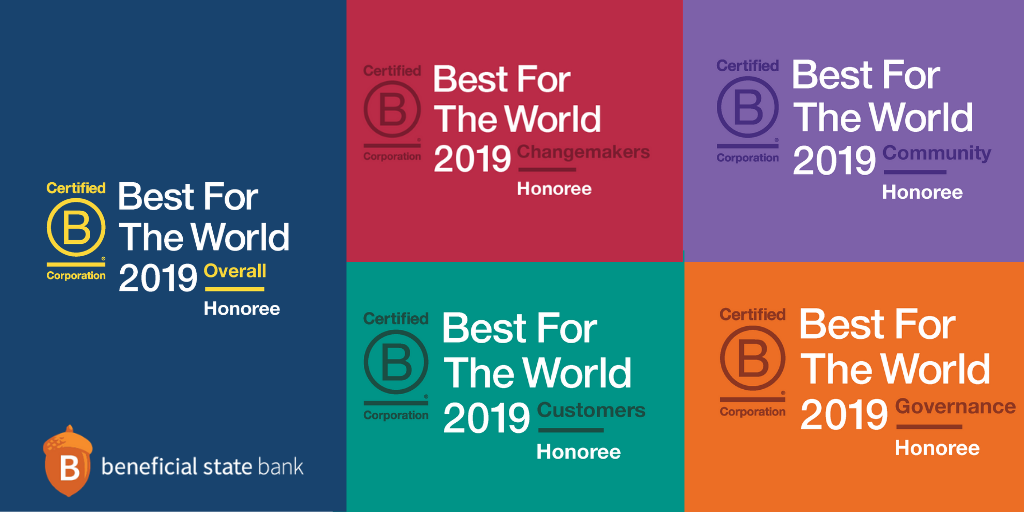 Certified
B
®
Corporation
Best For
The World
2019 Overall
Honoree
B beneficial state bank
Certified
B
®
Corporation
Best For
The World
2019 Changemakers
Honoree
Certified
B
®
Corporation
Best For
The World
2019 Community
Honoree
Certified
B
®
Corporation
Best For
The World
2019 Customers
Honoree
Certified
B
®
Corporation
Best For
The World
2019 Governance
Honoree